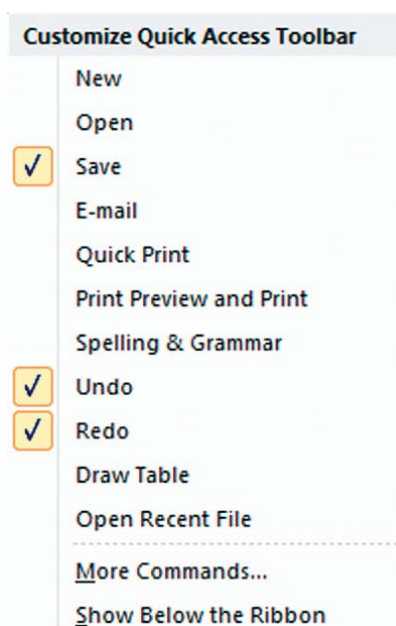 Customize Quick Access Toolbar
New
Open
Save
E-mail
Quick Print
Print Preview and Print
Spelling & Grammar
Undo
Redo
Draw Table
Open Recent File
More Commands...
Show Below the Ribbon